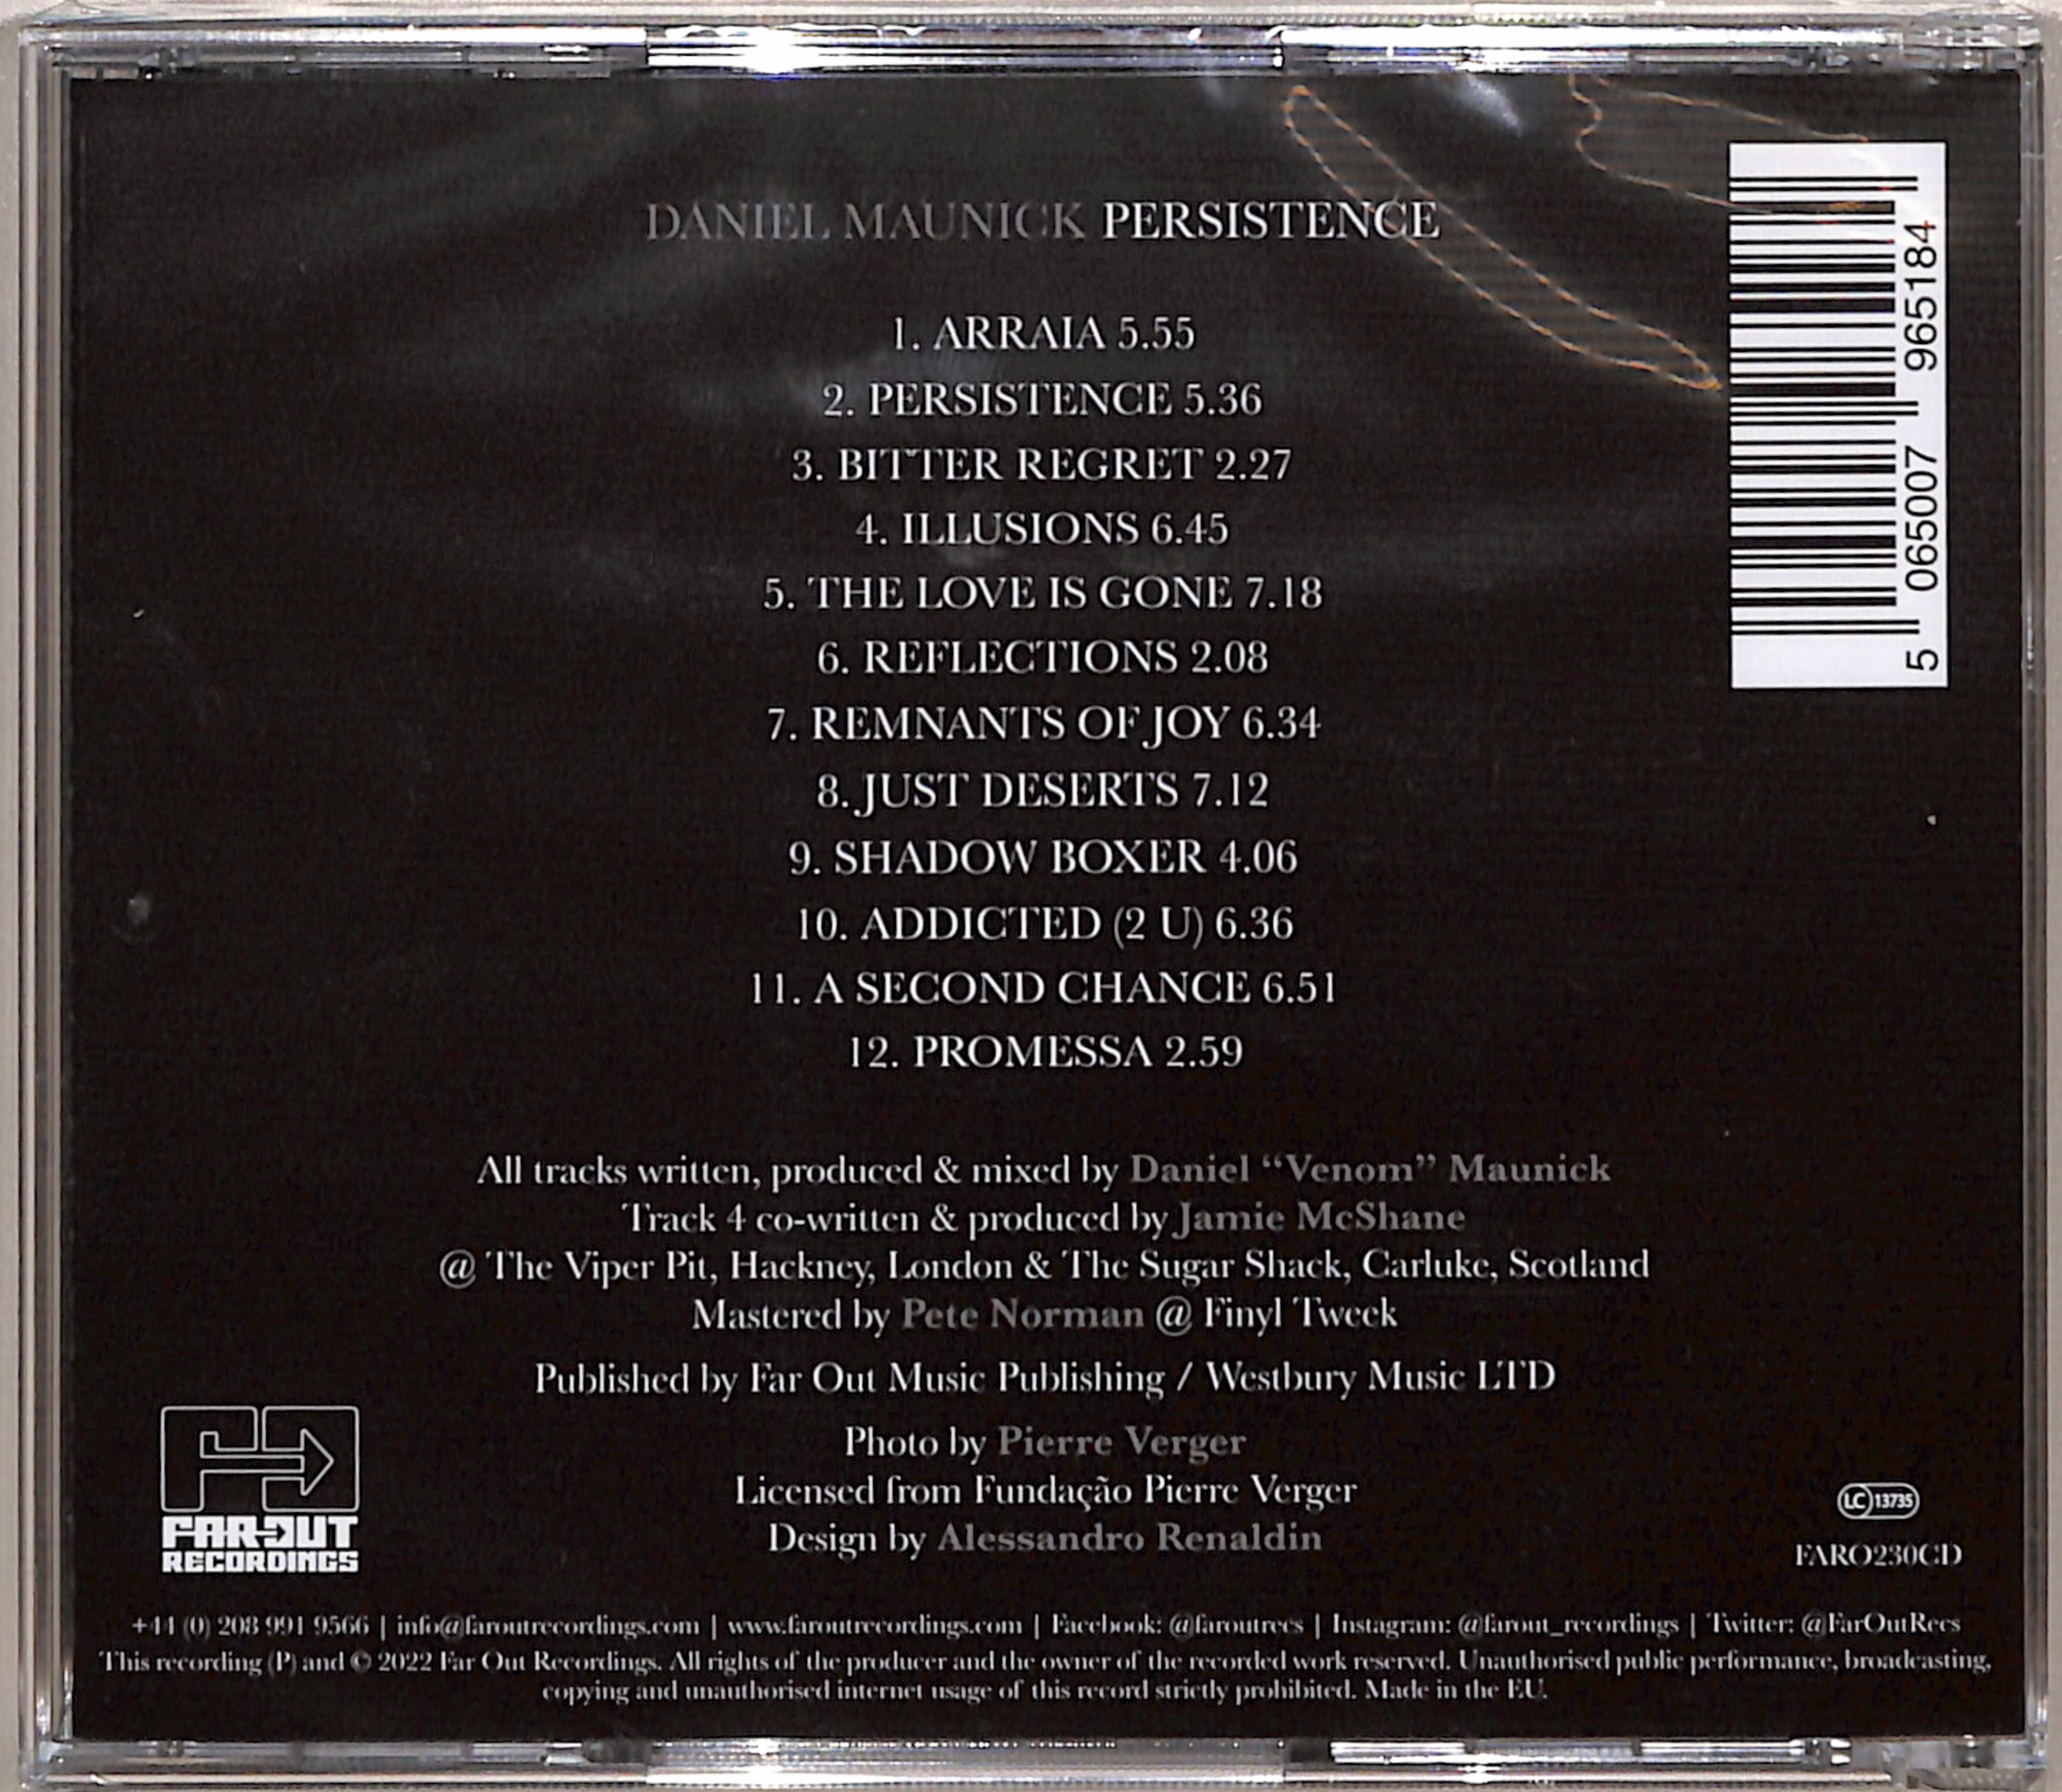 DANIEL MAUNICK PERSISTENCE
1. ARRAIA 5.55
2. PERSISTENCE 5.36
3. BITTER REGRET 2.27
4. ILLUSIONS 6.45
5. THE LOVE IS GONE 7.18
6. REFLECTIONS 2.08
7. REMNANTS OF JOY 6.34
8. JUST DESERTS 7.12
9. SHADOW BOXER 4.06
10. ADDICTED (2 U) 6.36
11. A SECOND CHANCE 6.51
12. PROMESSA 2.59
5 065007 965184
All tracks written, produced & mixed by Daniel “Venom” Maunick
Track 4 co-written & produced by Jamie McShane
@ The Viper Pit, Hackney, London & The Sugar Shack, Carluke, Scotland
Mastered by Pete Norman @ Finyl Tweek
Published by Far Out Music Publishing / Westbury Music LTD
Photo by Pierre Verger
Licensed from Fundação Pierre Verger
Design by Alessandro Renaldin
FAR OUT
RECORDINGS
LC 13735
FARO230CD
+44 (0) 208 991 9566 | info@faroutrecordings.com | www.faroutrecordings.com | Facebook: @faroutrecs | Instagram: @farout_recordings | Twitter: @FarOutRecs
This recording (P) and © 2022 Far Out Recordings. All rights of the producer and the owner of the recorded work reserved. Unauthorised public performance, broadcasting,
copying and unauthorised internet usage of this record strictly prohibited. Made in the EU.